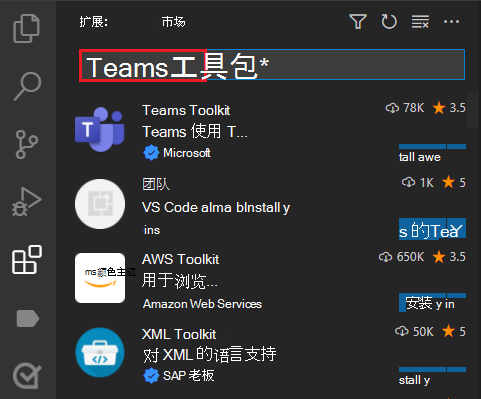 扩展: 市场
Teams工具包*
Teams Toolkit 78K 3.5
Teams 使用 T...
Microsoft
tall awe
团队 1K 5
VS Code alma bInstall y
ins
s 的Tea
AWS Toolkit 650K 3.5
ms颜色主题
用于浏览...
Amazon Web Services
安装 y in
XML Toolkit 50K 5
对 XML 的语言支持
SAP 老板
stall y